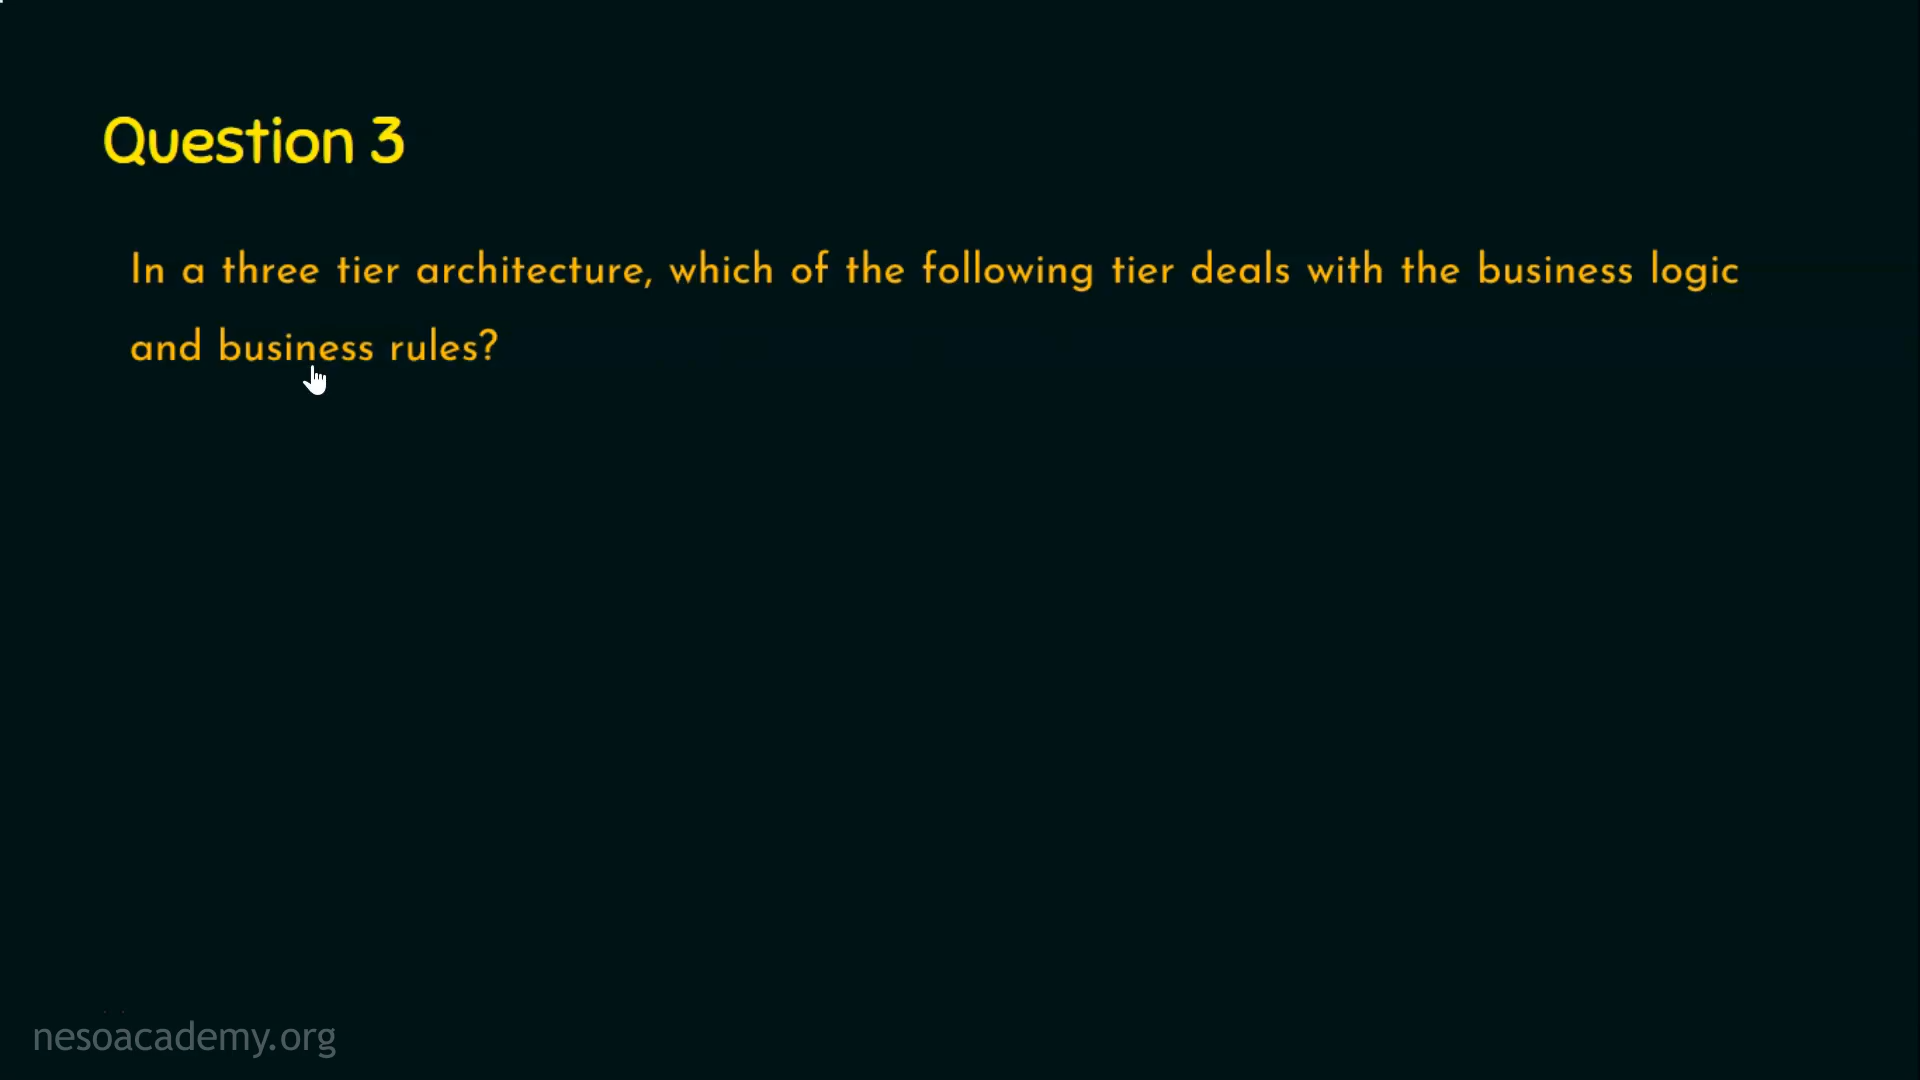 Question 3
In a three tier architecture, which of the following tier deals with the business logic
and business rules?
nesoacademy.org